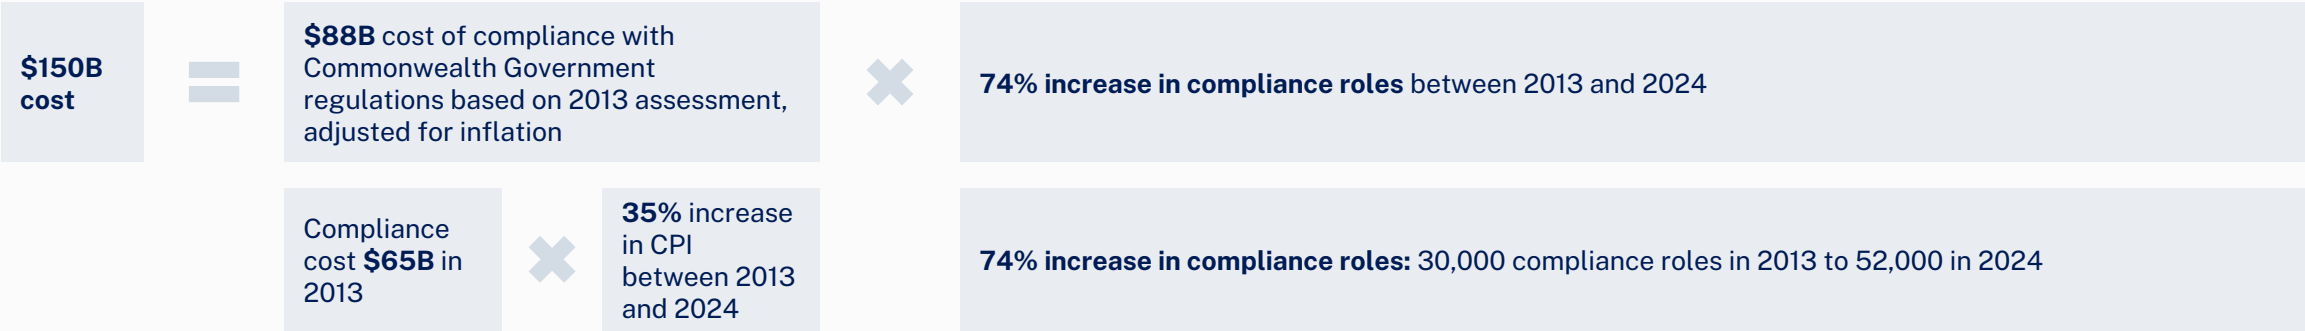 $150B
cost
$88B cost of compliance with
Commonwealth Government
regulations based on 2013 assessment,
adjusted for inflation
74% increase in compliance roles between 2013 and 2024
Compliance
cost $65B in
2013
35% increase
in CPI
between 2013
and 2024
74% increase in compliance roles: 30,000 compliance roles in 2013 to 52,000 in 2024